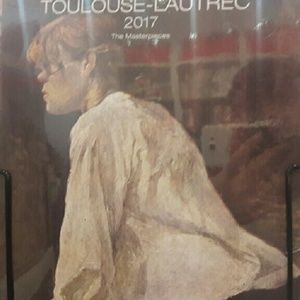 TOULOUSE-LAUTREC
2017
The Masterpieces